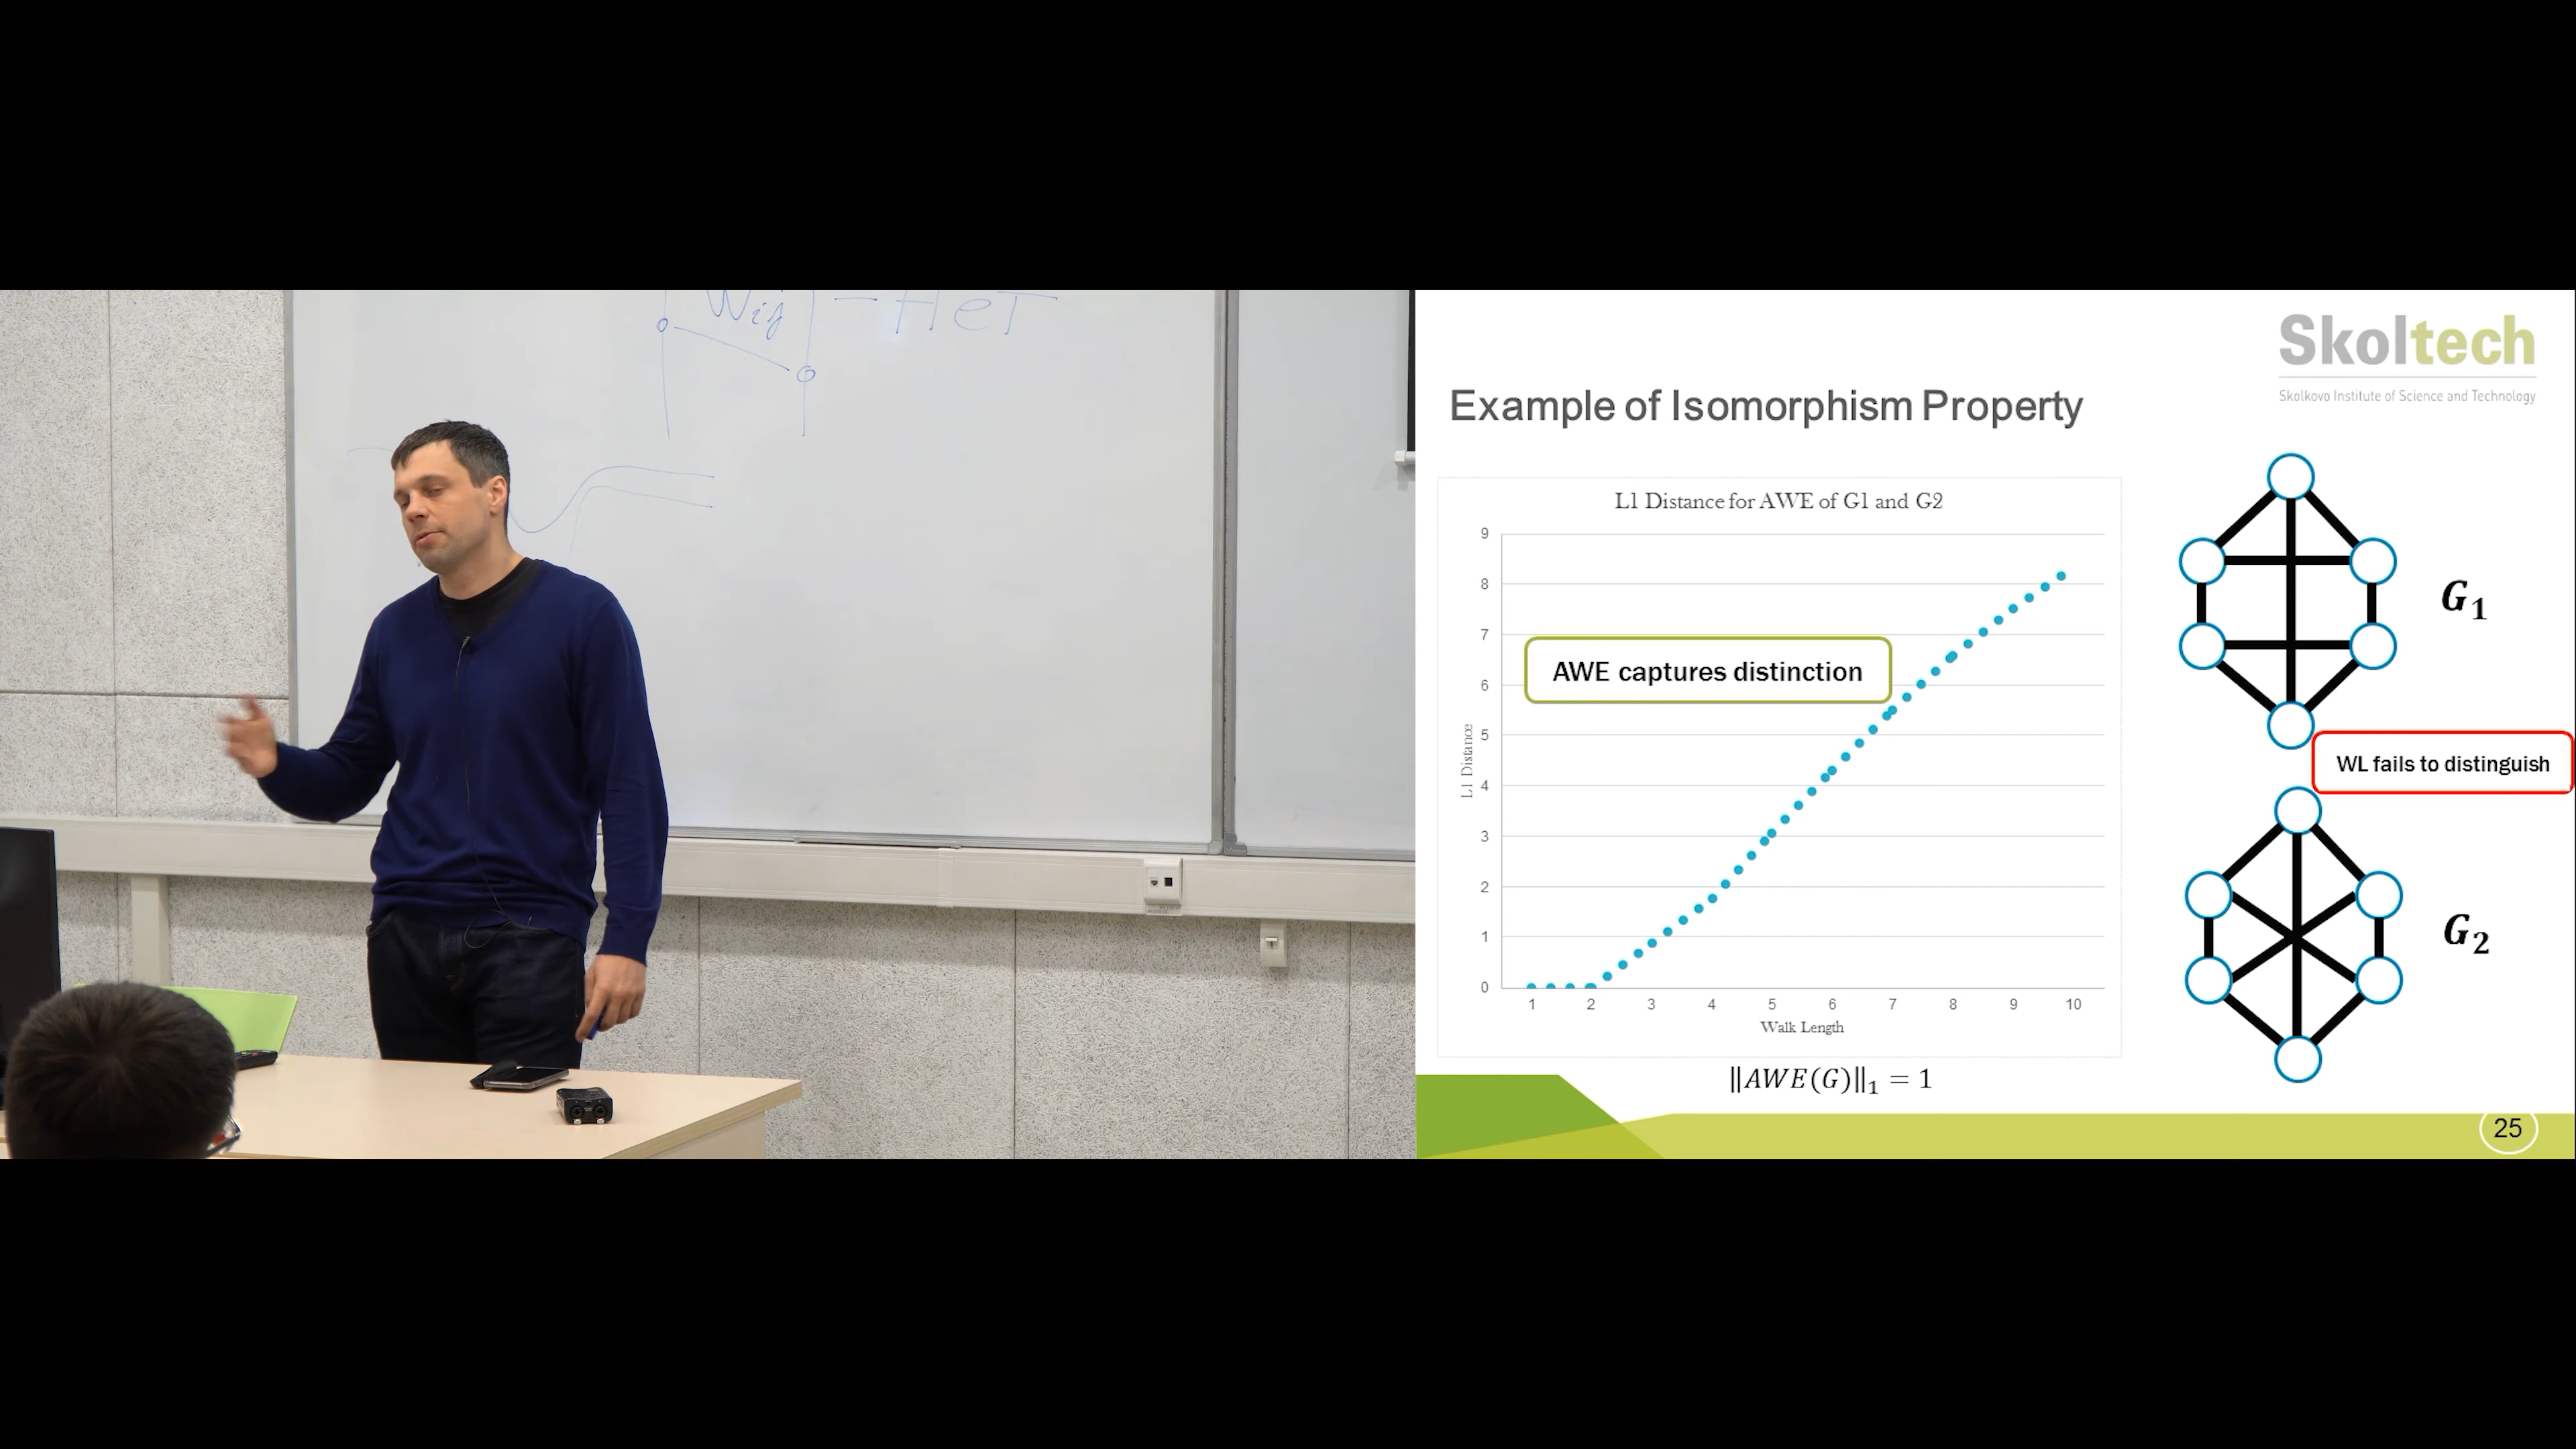 Wij = HeT
Skoltech
Skolkovo Institute of Science and Technology
Example of Isomorphism Property
L1 Distance for AWE of G1 and G2
9
8
7
6
5
4
3
2
1
0
L1 Distance
AWE captures distinction
1 2 3 4 5 6 7 8 9 10
Walk Length
‖AWE(G)‖₁ = 1
G₁
WL fails to distinguish
G₂
25